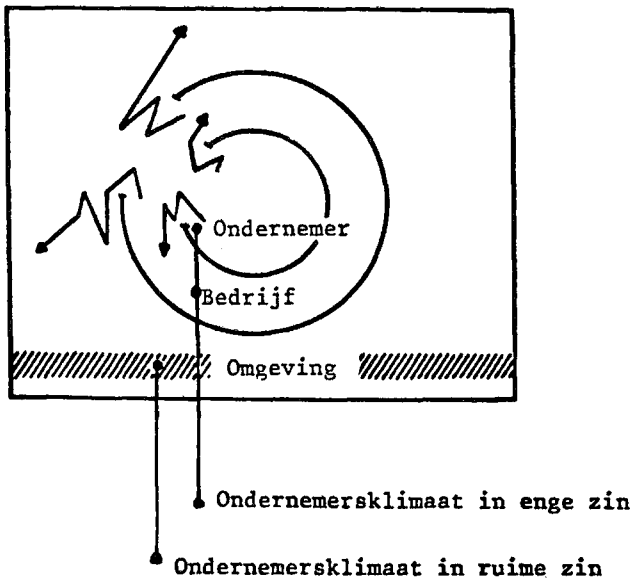 Ondernemer
Bedrijf
Omgeving
Ondernemersklimaat in enge zin
Ondernemersklimaat in ruime zin